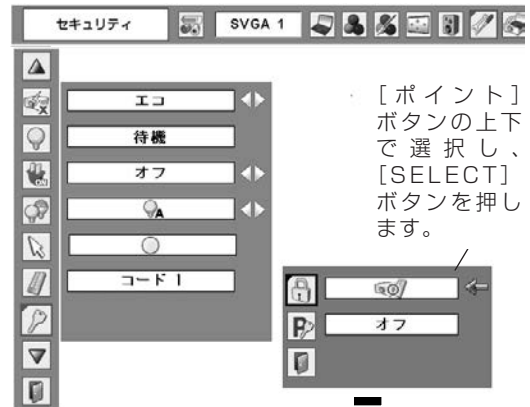 セキュリティ
SVGA 1
エコ
待機
オフ
ON
A
コード 1
[ポイント]
ボタンの上下
で選択し、
[SELECT]
ボタンを押し
ます。
P
オフ